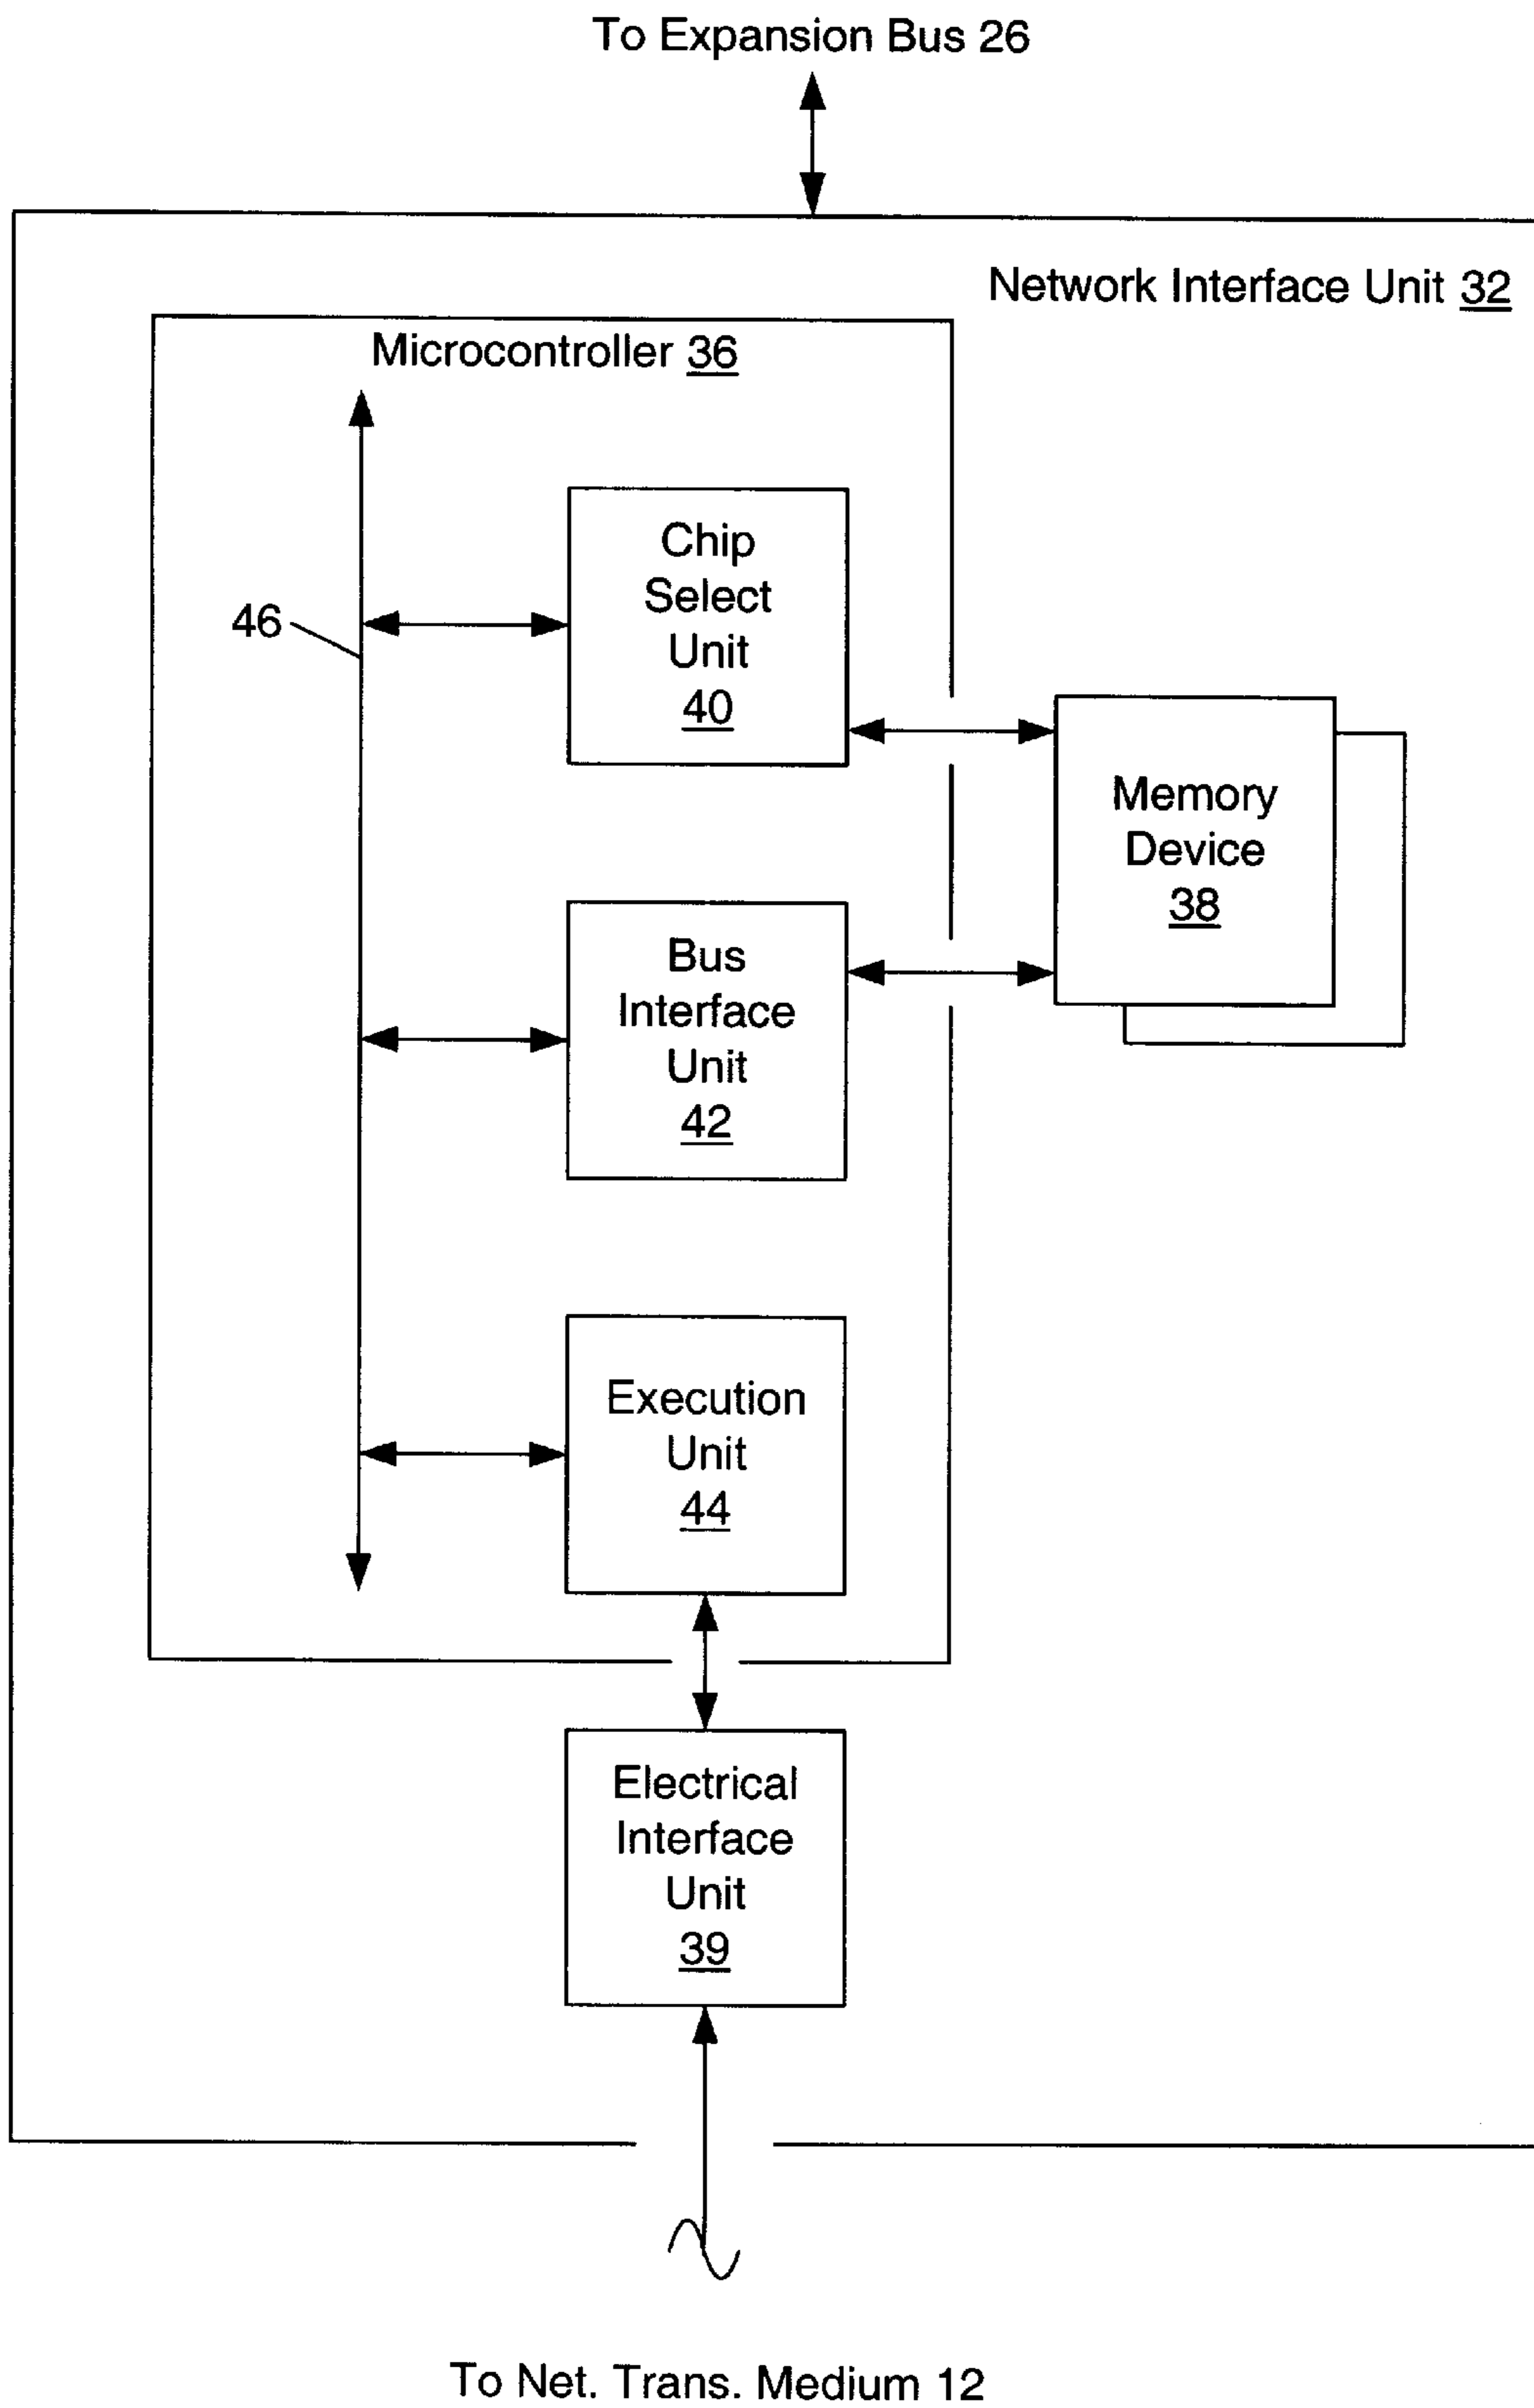 To Expansion Bus 26
Network Interface Unit 32
Microcontroller 36
Chip
Select
Unit
40
46
Memory
Device
38
Bus
Interface
Unit
42
Execution
Unit
44
Electrical
Interface
Unit
39
To Net. Trans. Medium 12